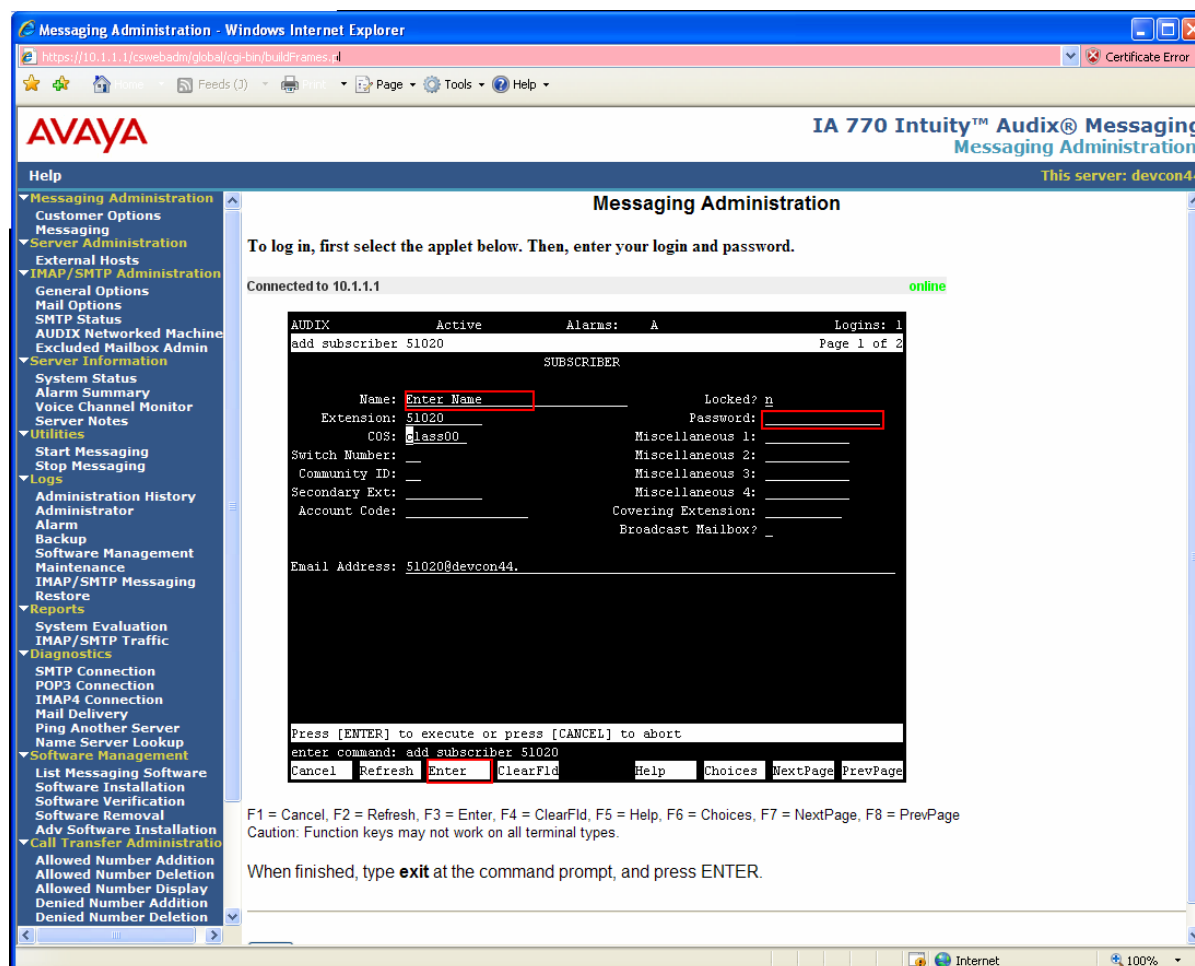 Messaging Administration - Windows Internet Explorer
https://10.1.1.1/cswebadm/global/cgi-bin/buildFrames.pl
Certificate Error
Home Feeds (J) Print Page Tools Help
AVAYA
IA 770 Intuity™ Audix® Messaging
Messaging Administration
Help
This server: devcon44
Messaging Administration
Customer Options
Messaging
Server Administration
External Hosts
IMAP/SMTP Administration
General Options
Mail Options
SMTP Status
AUDIX Networked Machine
Excluded Mailbox Admin
Server Information
System Status
Alarm Summary
Voice Channel Monitor
Server Notes
Utilities
Start Messaging
Stop Messaging
Logs
Administration History
Administrator
Alarm
Backup
Software Management
Maintenance
IMAP/SMTP Messaging
Restore
Reports
System Evaluation
IMAP/SMTP Traffic
Diagnostics
SMTP Connection
POP3 Connection
IMAP4 Connection
Mail Delivery
Ping Another Server
Name Server Lookup
Software Management
List Messaging Software
Software Installation
Software Verification
Software Removal
Adv Software Installation
Call Transfer Administratio
Allowed Number Addition
Allowed Number Deletion
Allowed Number Display
Denied Number Addition
Denied Number Deletion
Messaging Administration
To log in, first select the applet below. Then, enter your login and password.
Connected to 10.1.1.1 online
AUDIX Active Alarms: A Logins: 1
add subscriber 51020 Page 1 of 2
SUBSCRIBER
Name: Enter Name Locked? n
Extension: 51020 Password:
COS: class00 Miscellaneous 1:
Switch Number: Miscellaneous 2:
Community ID: Miscellaneous 3:
Secondary Ext: Miscellaneous 4:
Account Code: Covering Extension:
Broadcast Mailbox?
Email Address: 51020@devcon44.
Press [ENTER] to execute or press [CANCEL] to abort
enter command: add subscriber 51020
Cancel Refresh Enter ClearFld Help Choices NextPage PrevPage
F1 = Cancel, F2 = Refresh, F3 = Enter, F4 = ClearFld, F5 = Help, F6 = Choices, F7 = NextPage, F8 = PrevPage
Caution: Function keys may not work on all terminal types.
When finished, type exit at the command prompt, and press ENTER.
Internet 100%